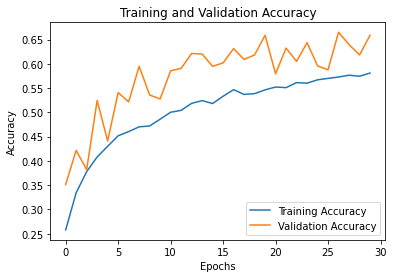 Training and Validation Accuracy
Accuracy
0.65
0.60
0.55
0.50
0.45
0.40
0.35
0.30
0.25
Training Accuracy
Validation Accuracy
0 5 10 15 20 25 30
Epochs